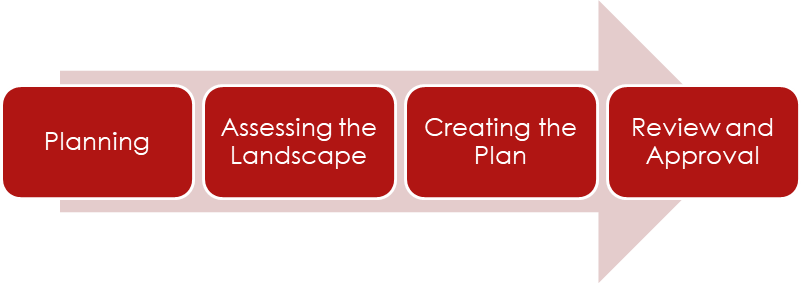 Planning
Assessing the
Landscape
Creating the
Plan
Review and
Approval